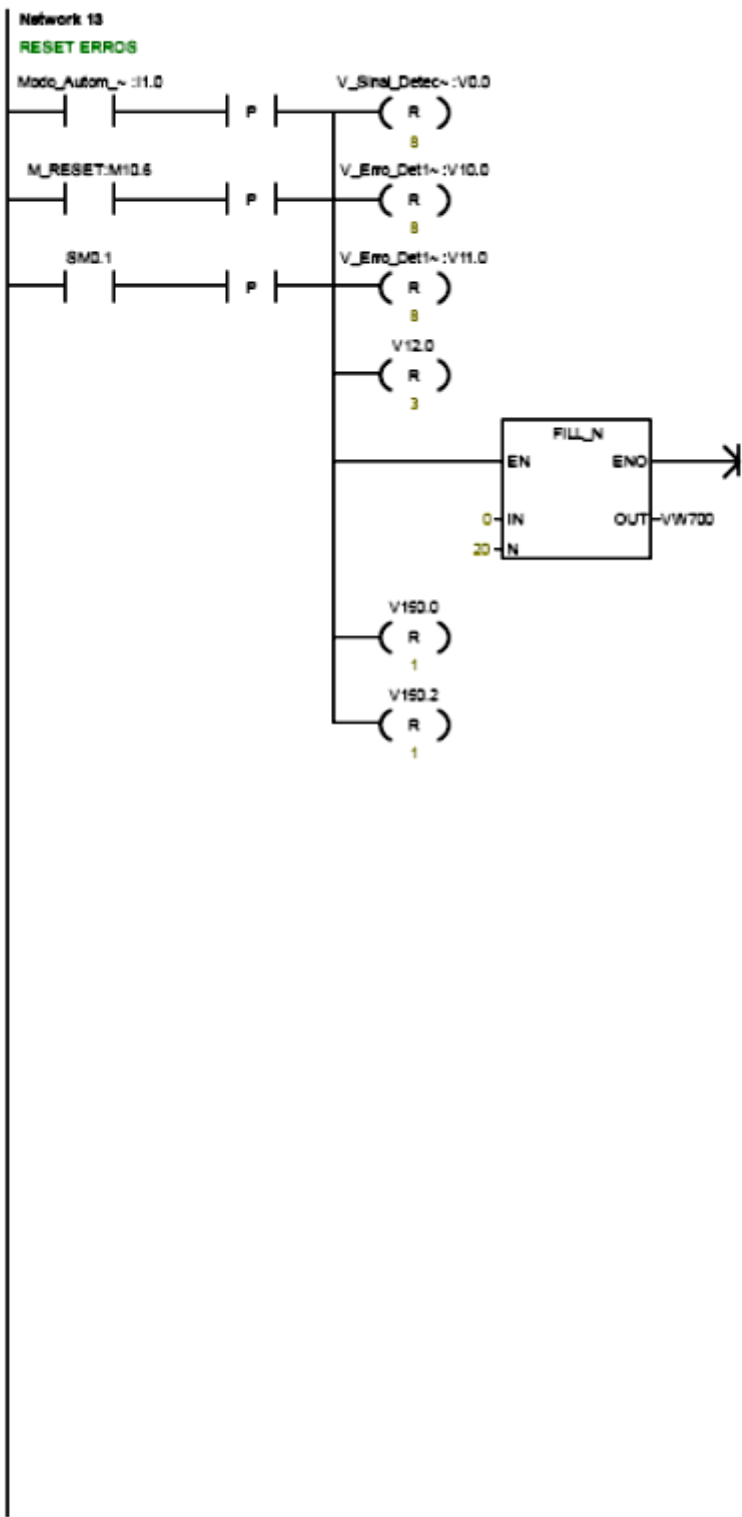 Network 13
RESET ERROS
Modo_Autom_~ :I1.0
P
V_Sinal_Detec~ :V0.0
R
8
M_RESET:M10.6
P
V_Erro_Det1~ :V10.0
R
8
SM0.1
P
V_Erro_Det1~ :V11.0
R
8
V12.0
R
3
FILL_N
EN ENO
0 IN OUT VW700
20 N
V150.0
R
1
V150.2
R
1